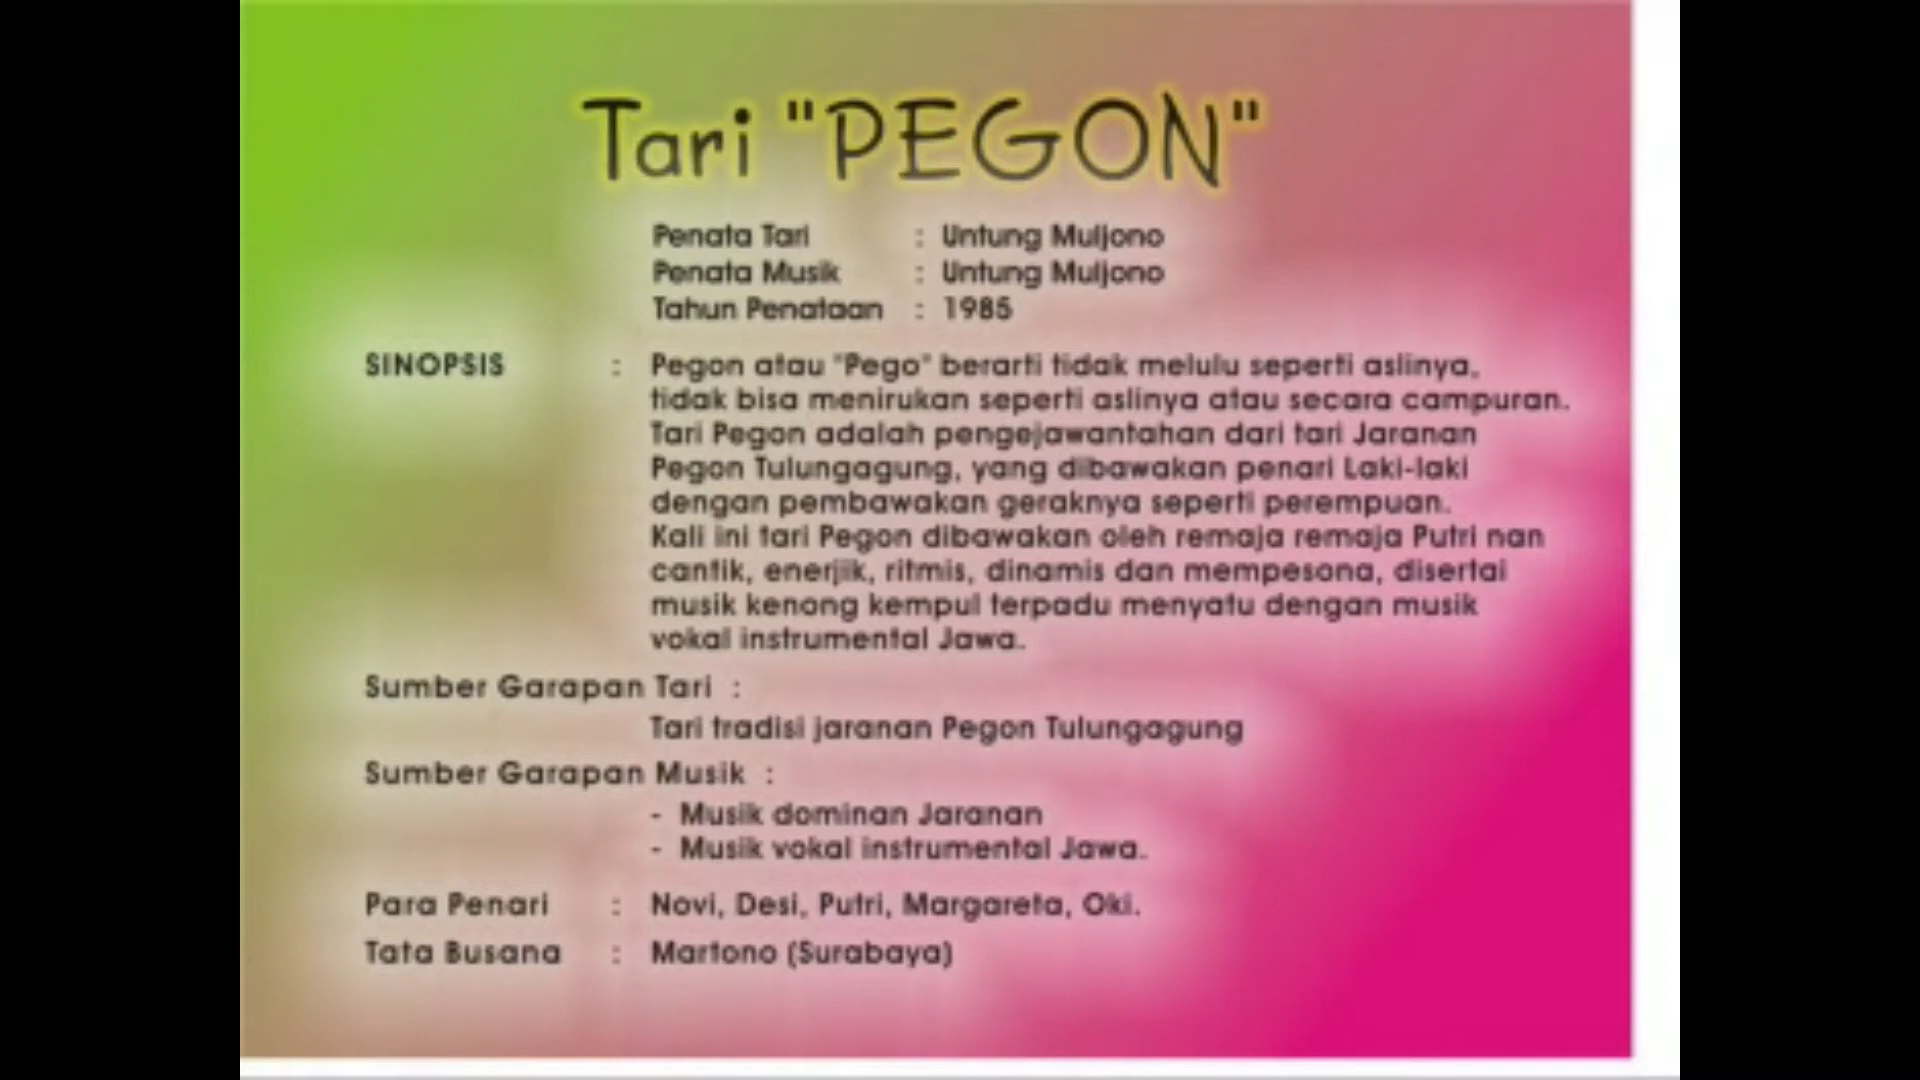 Tari "PEGON"
Penata Tari : Untung Muljono
Penata Musik : Untung Muljono
Tahun Penataan : 1985
SINOPSIS : Pegon atau "Pego" berarti tidak melulu seperti aslinya,
tidak bisa menirukan seperti aslinya atau secara campuran.
Tari Pegon adalah pengejawantahan dari tari Jaranan
Pegon Tulungagung, yang dibawakan penari Laki-laki
dengan pembawakan geraknya seperti perempuan.
Kali ini tari Pegon dibawakan oleh remaja remaja Putri nan
cantik, enerjik, ritmis, dinamis dan mempesona, disertai
musik kenong kempul terpadu menyatu dengan musik
vokal instrumental Jawa.
Sumber Garapan Tari :
Tari tradisi jaranan Pegon Tulungagung
Sumber Garapan Musik :
- Musik dominan Jaranan
- Musik vokal instrumental Jawa.
Para Penari : Novi, Desi, Putri, Margareta, Oki.
Tata Busana : Martono (Surabaya)